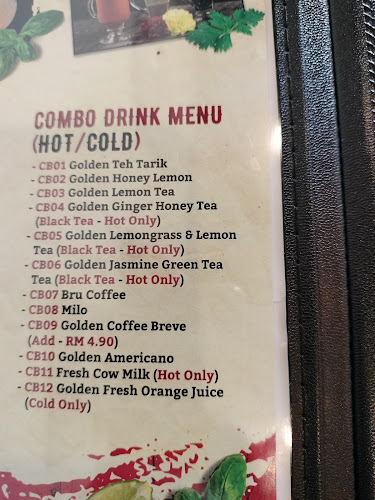 COMBO DRINK MENU
(HOT/COLD)
- CB01 Golden Teh Tarik
- CB02 Golden Honey Lemon
- CB03 Golden Lemon Tea
- CB04 Golden Ginger Honey Tea
(Black Tea - Hot Only)
- CB05 Golden Lemongrass & Lemon
Tea (Black Tea - Hot Only)
- CB06 Golden Jasmine Green Tea
Tea (Black Tea - Hot Only)
- CB07 Bru Coffee
- CB08 Milo
- CB09 Golden Coffee Breve
(Add - RM 4.90)
- CB10 Golden Americano
- CB11 Fresh Cow Milk (Hot Only)
- CB12 Golden Fresh Orange Juice
(Cold Only)